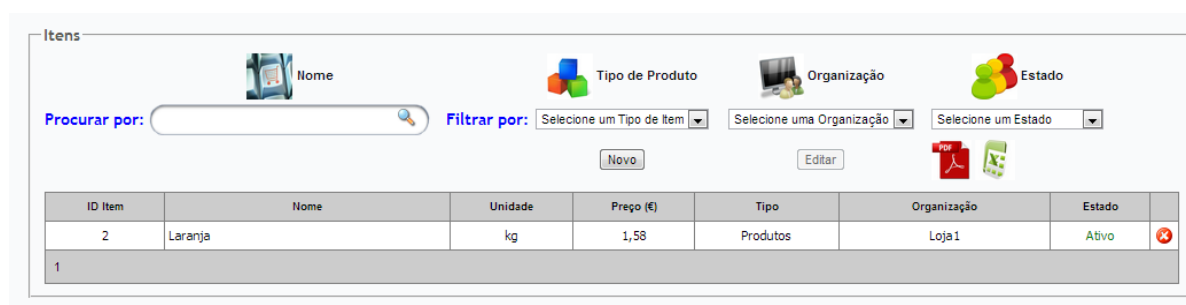 Itens
Nome Tipo de Produto Organização Estado
Procurar por: Filtrar por: Selecione um Tipo de Item Selecione uma Organização Selecione um Estado
Novo Editar PDF
ID Item Nome Unidade Preço (€) Tipo Organização Estado
2 Laranja kg 1,58 Produtos Loja1 Ativo
1